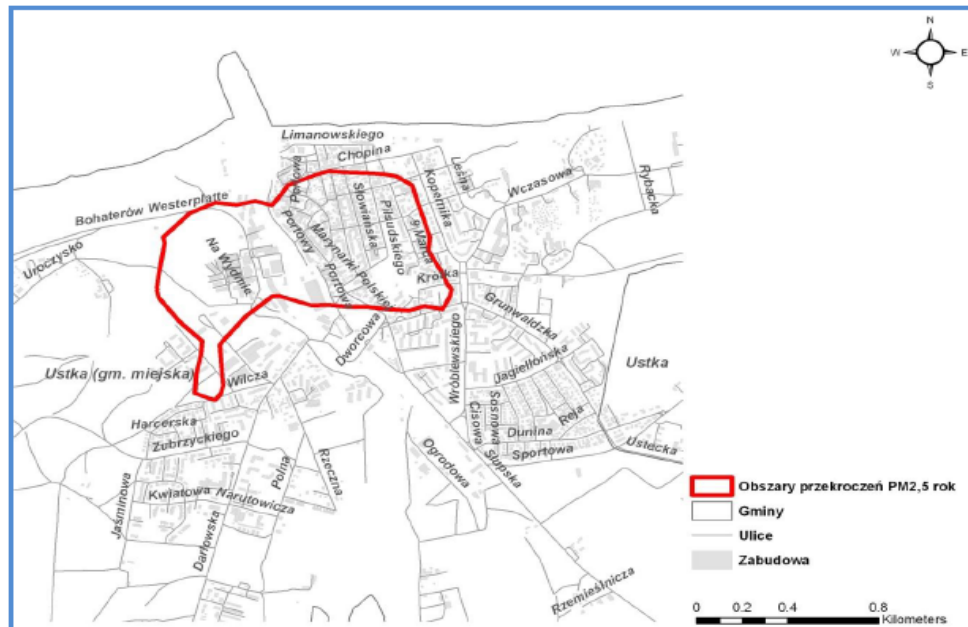 N
W E
S
Limanowskiego
Chopina
Portowa
Leśna
Kopernika
Wczasowa
Rybacka
Bohaterów Westerplatte
Słowiańska
Piłsudskiego
9 Marca
Marynarki Polskiej
Portowy
Portowa
Na Wydmie
Uroczysko
Krótka
Grunwaldzka
Dworcowa
Wróblewskiego
Jagiellońska
Ustka
Ustka (gm. miejska)
Wilcza
Harcerska
Zubrzyckiego
Cisowa
Sosnowa
Reja
Dunina
Sportowa
Ustecka
Słupska
Ogrodowa
Polna
Rzeczna
Kwiatowa
Narutowicza
Jaśminowa
Darłowska
Rzemieślnicza
Obszary przekroczeń PM2,5 rok
Gminy
Ulice
Zabudowa
0 0.2 0.4 0.8
Kilometers